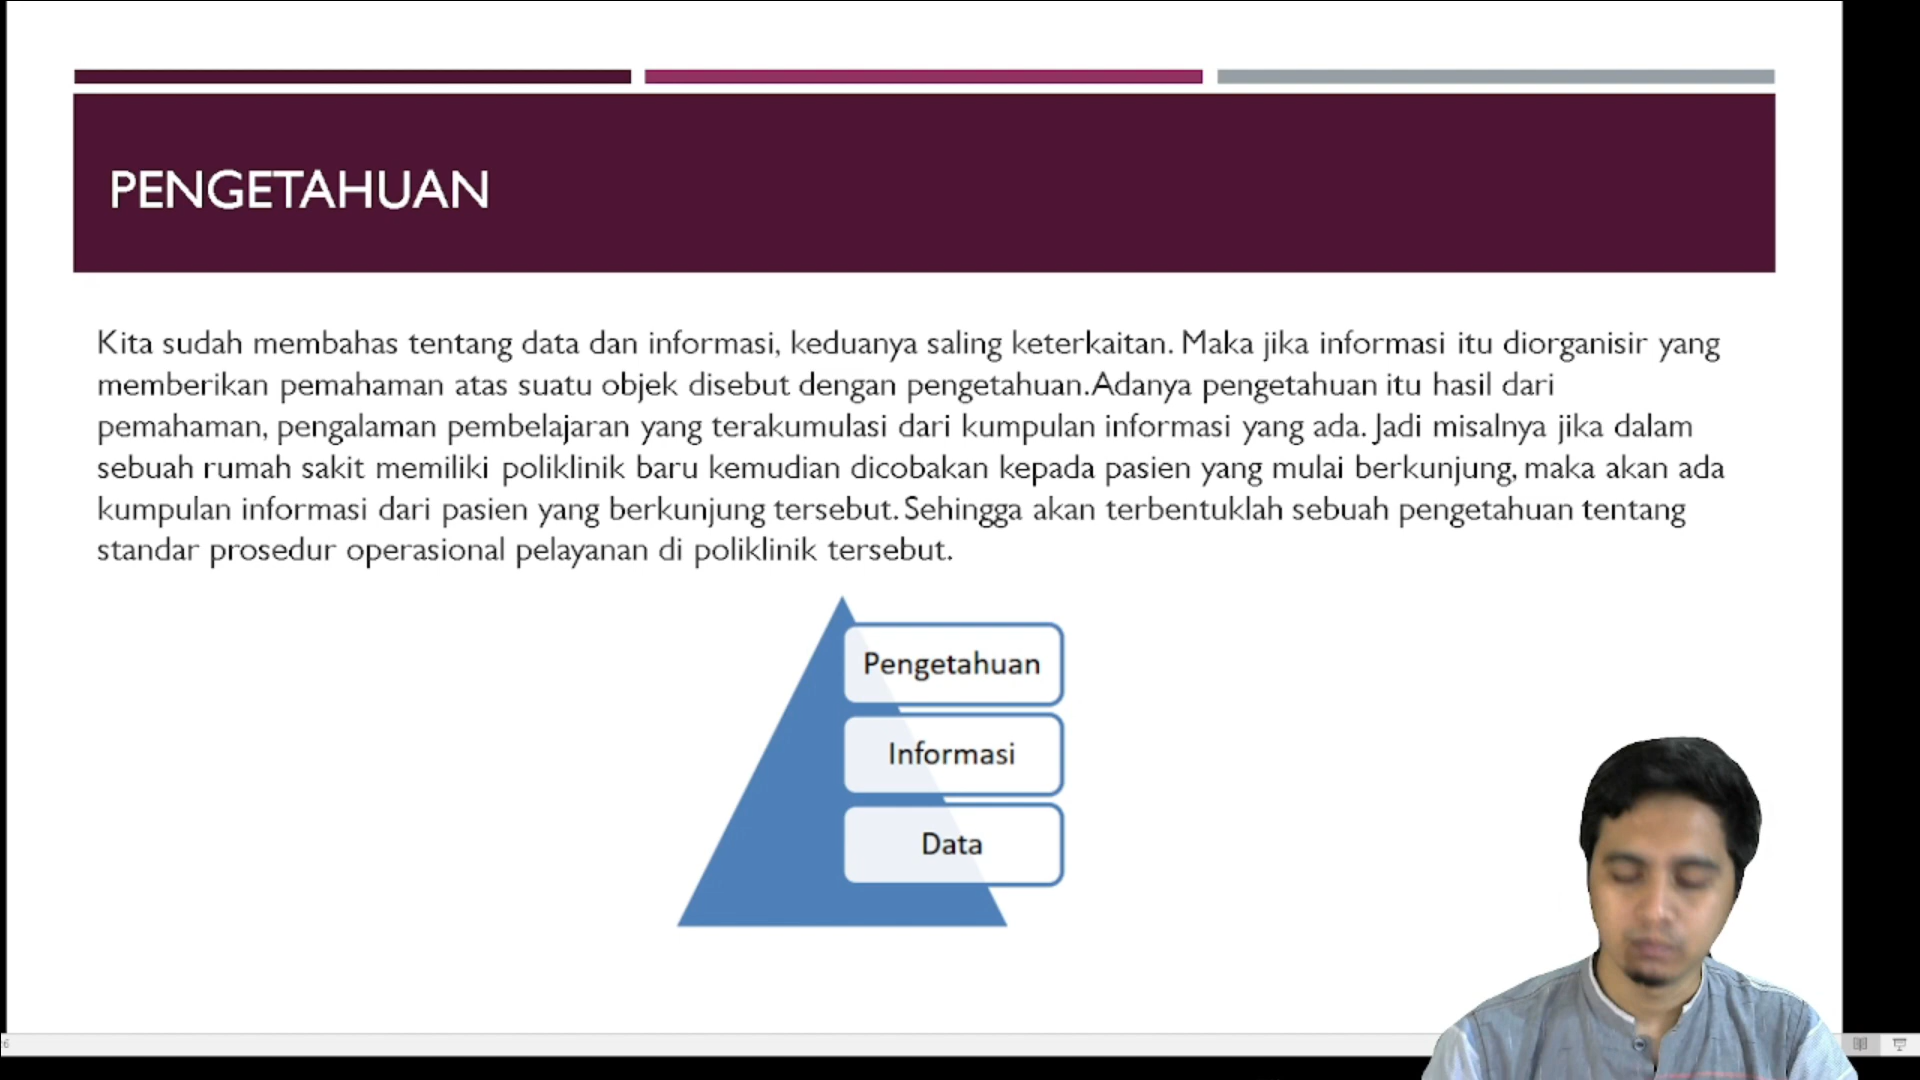 PENGETAHUAN
Kita sudah membahas tentang data dan informasi, keduanya saling keterkaitan. Maka jika informasi itu diorganisir yang
memberikan pemahaman atas suatu objek disebut dengan pengetahuan. Adanya pengetahuan itu hasil dari
pemahaman, pengalaman pembelajaran yang terakumulasi dari kumpulan informasi yang ada. Jadi misalnya jika dalam
sebuah rumah sakit memiliki poliklinik baru kemudian dicobakan kepada pasien yang mulai berkunjung, maka akan ada
kumpulan informasi dari pasien yang berkunjung tersebut. Sehingga akan terbentuklah sebuah pengetahuan tentang
standar prosedur operasional pelayanan di poliklinik tersebut.
Pengetahuan
Informasi
Data